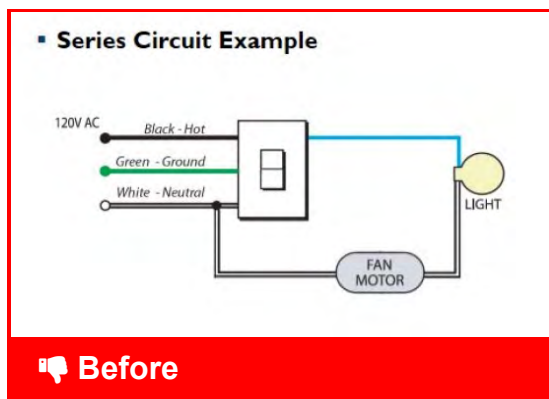 ▪ Series Circuit Example
120V AC
Black - Hot
Green - Ground
White - Neutral
LIGHT
FAN
MOTOR
👎 Before